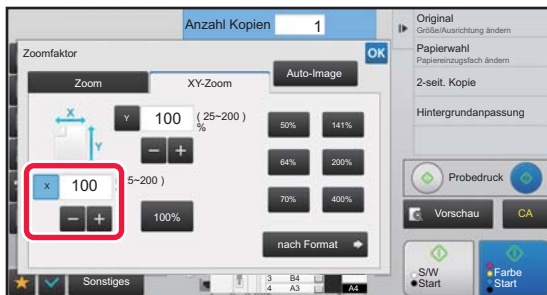 Anzahl Kopien 1
Original
Größe/Ausrichtung ändern
Papierwahl
Papiereinzugsfach ändern
2-seit. Kopie
Hintergrundanpassung
Zoomfaktor
OK
Zoom
XY-Zoom
Auto-Image
X
Y
Y 100 ( 25~200 )
%
50% 141%
64% 200%
70% 400%
X 100 5~200 )
100%
nach Format
Probedruck
Vorschau
CA
S/W
Start
Farbe
Start
Sonstiges
3 B4
4 A3
A4